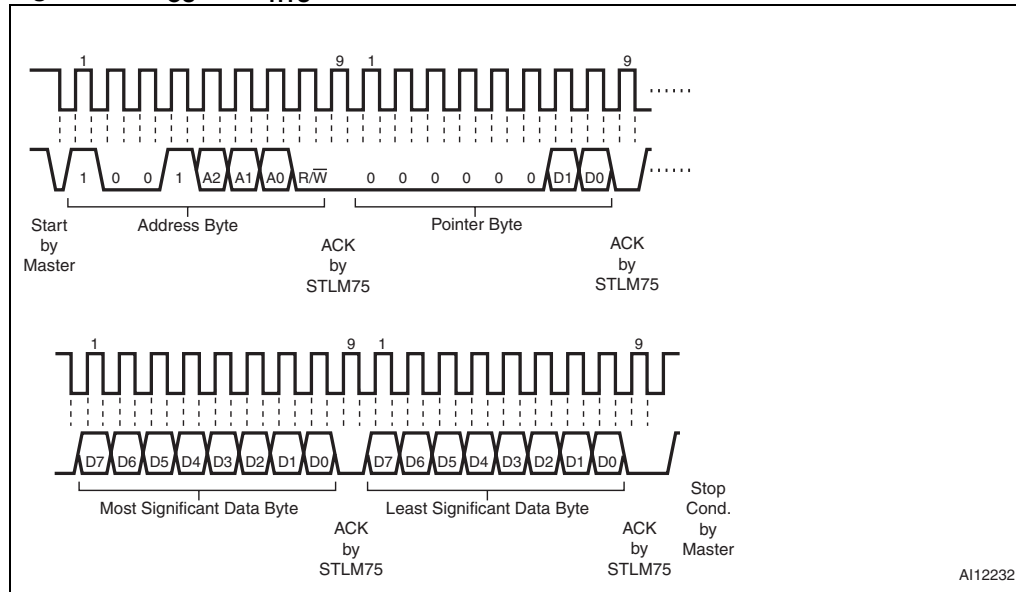 1 9 1 9
1 0 0 1 A2 A1 A0 R/W̅ 0 0 0 0 0 0 D1 D0
Start by Master
Address Byte
Pointer Byte
ACK by STLM75
ACK by STLM75
1 9 1 9
D7 D6 D5 D4 D3 D2 D1 D0 D7 D6 D5 D4 D3 D2 D1 D0
Most Significant Data Byte
Least Significant Data Byte
ACK by STLM75
ACK by STLM75
Stop Cond. by Master
AI12232